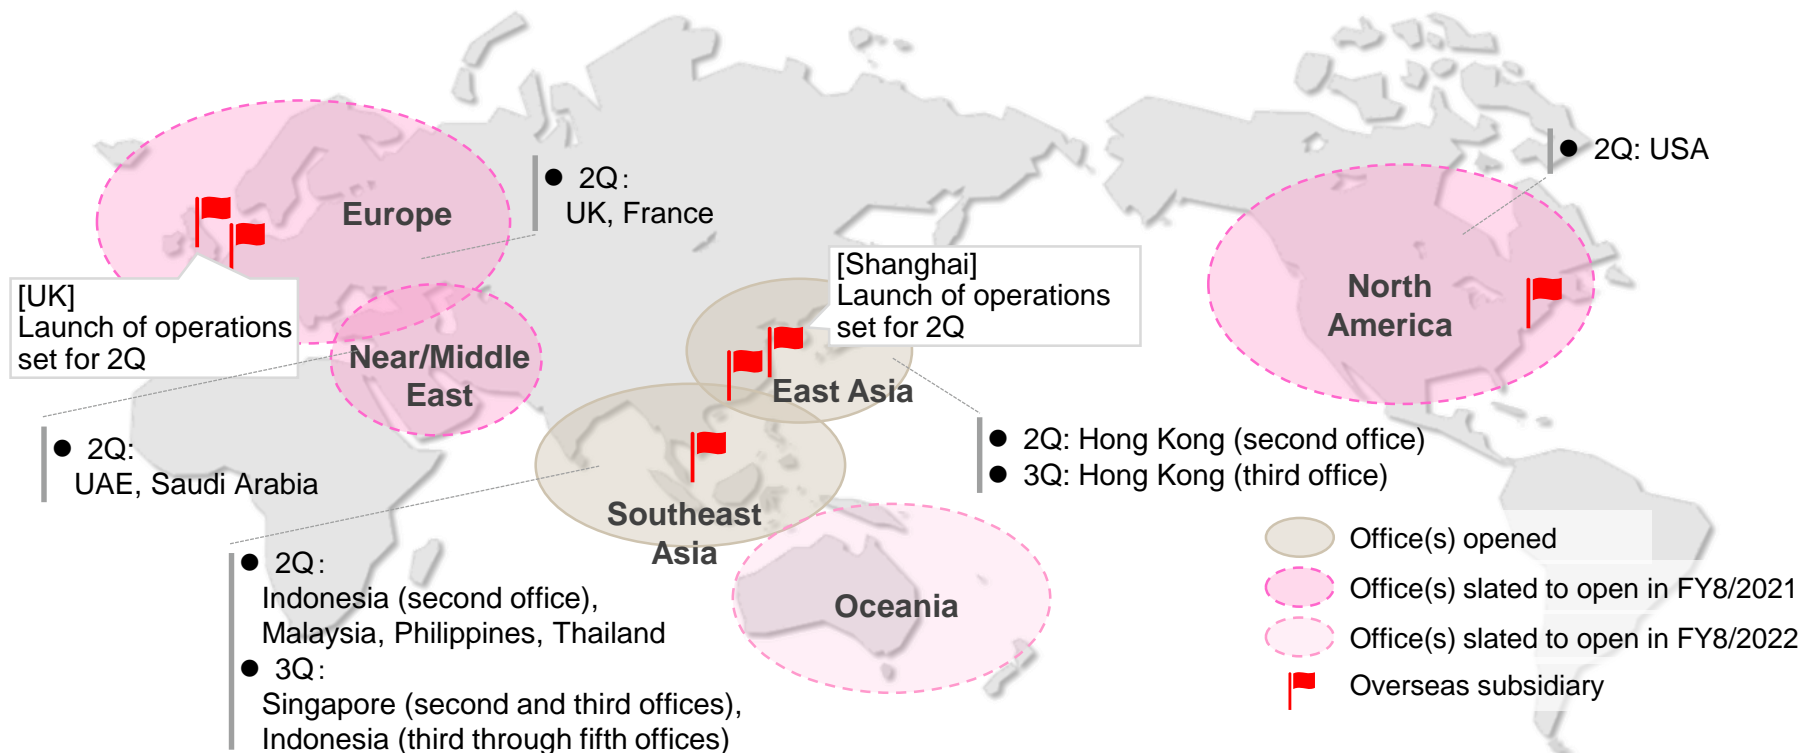 2Q: USA
2Q:
UK, France
Europe
[UK]
Launch of operations
set for 2Q
[Shanghai]
Launch of operations
set for 2Q
North
America
Near/Middle
East
East Asia
2Q:
UAE, Saudi Arabia
2Q: Hong Kong (second office)
3Q: Hong Kong (third office)
Southeast
Asia
2Q:
Indonesia (second office),
Malaysia, Philippines, Thailand
3Q:
Singapore (second and third offices),
Indonesia (third through fifth offices)
Oceania
Office(s) opened
Office(s) slated to open in FY8/2021
Office(s) slated to open in FY8/2022
Overseas subsidiary